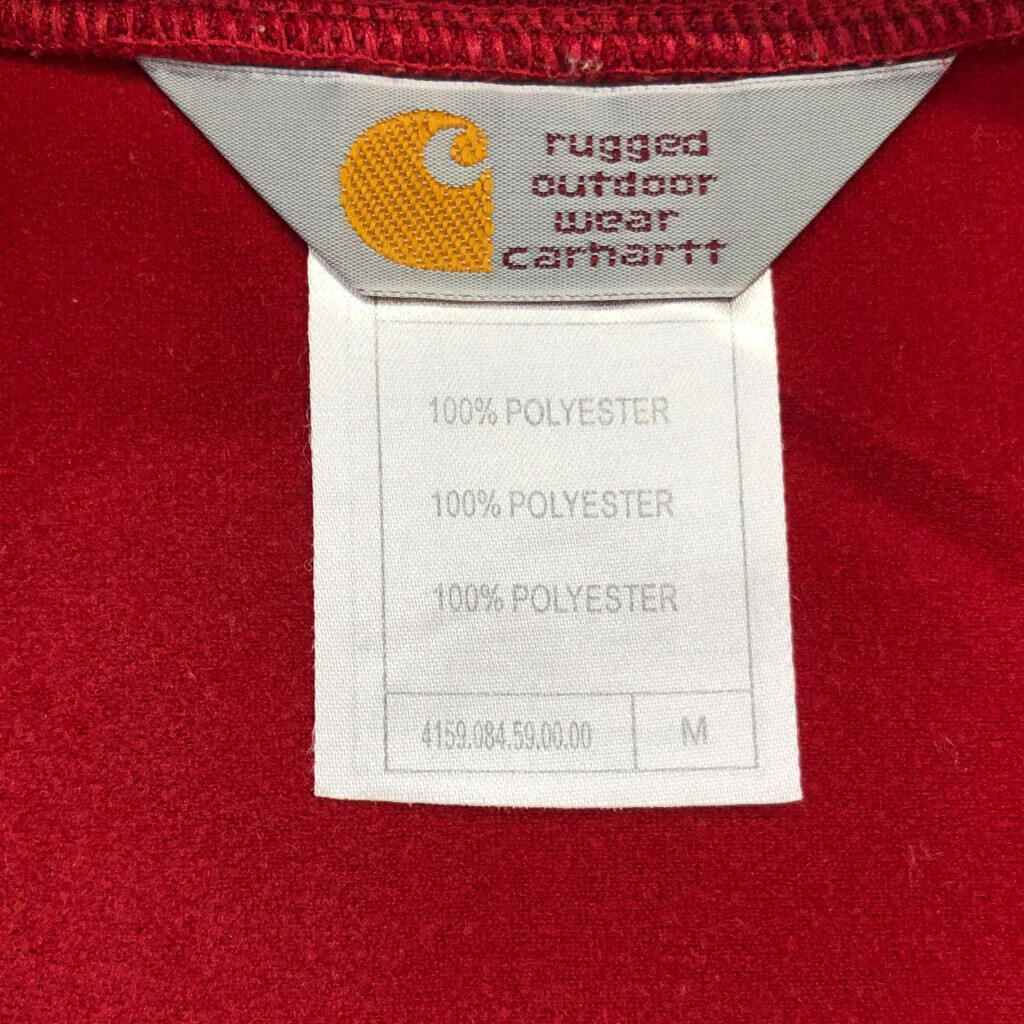 rugged
outdoor
wear
carhartt
100% POLYESTER
100% POLYESTER
100% POLYESTER
4159.084.59.00.00 M